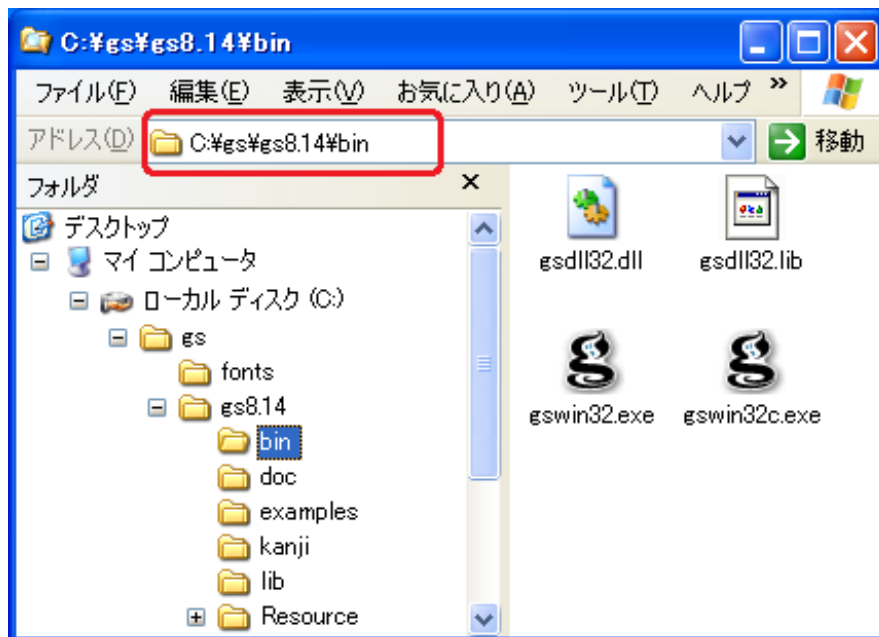 C:¥gs¥gs8.14¥bin
ファイル(F) 編集(E) 表示(V) お気に入り(A) ツール(T) ヘルプ »
アドレス(D) C:¥gs¥gs8.14¥bin 移動
フォルダ ×
デスクトップ
マイ コンピュータ
ローカル ディスク (C:)
gs
fonts
gs8.14
bin
doc
examples
kanji
lib
Resource
gsdll32.dll gsdll32.lib
gswin32.exe gswin32c.exe